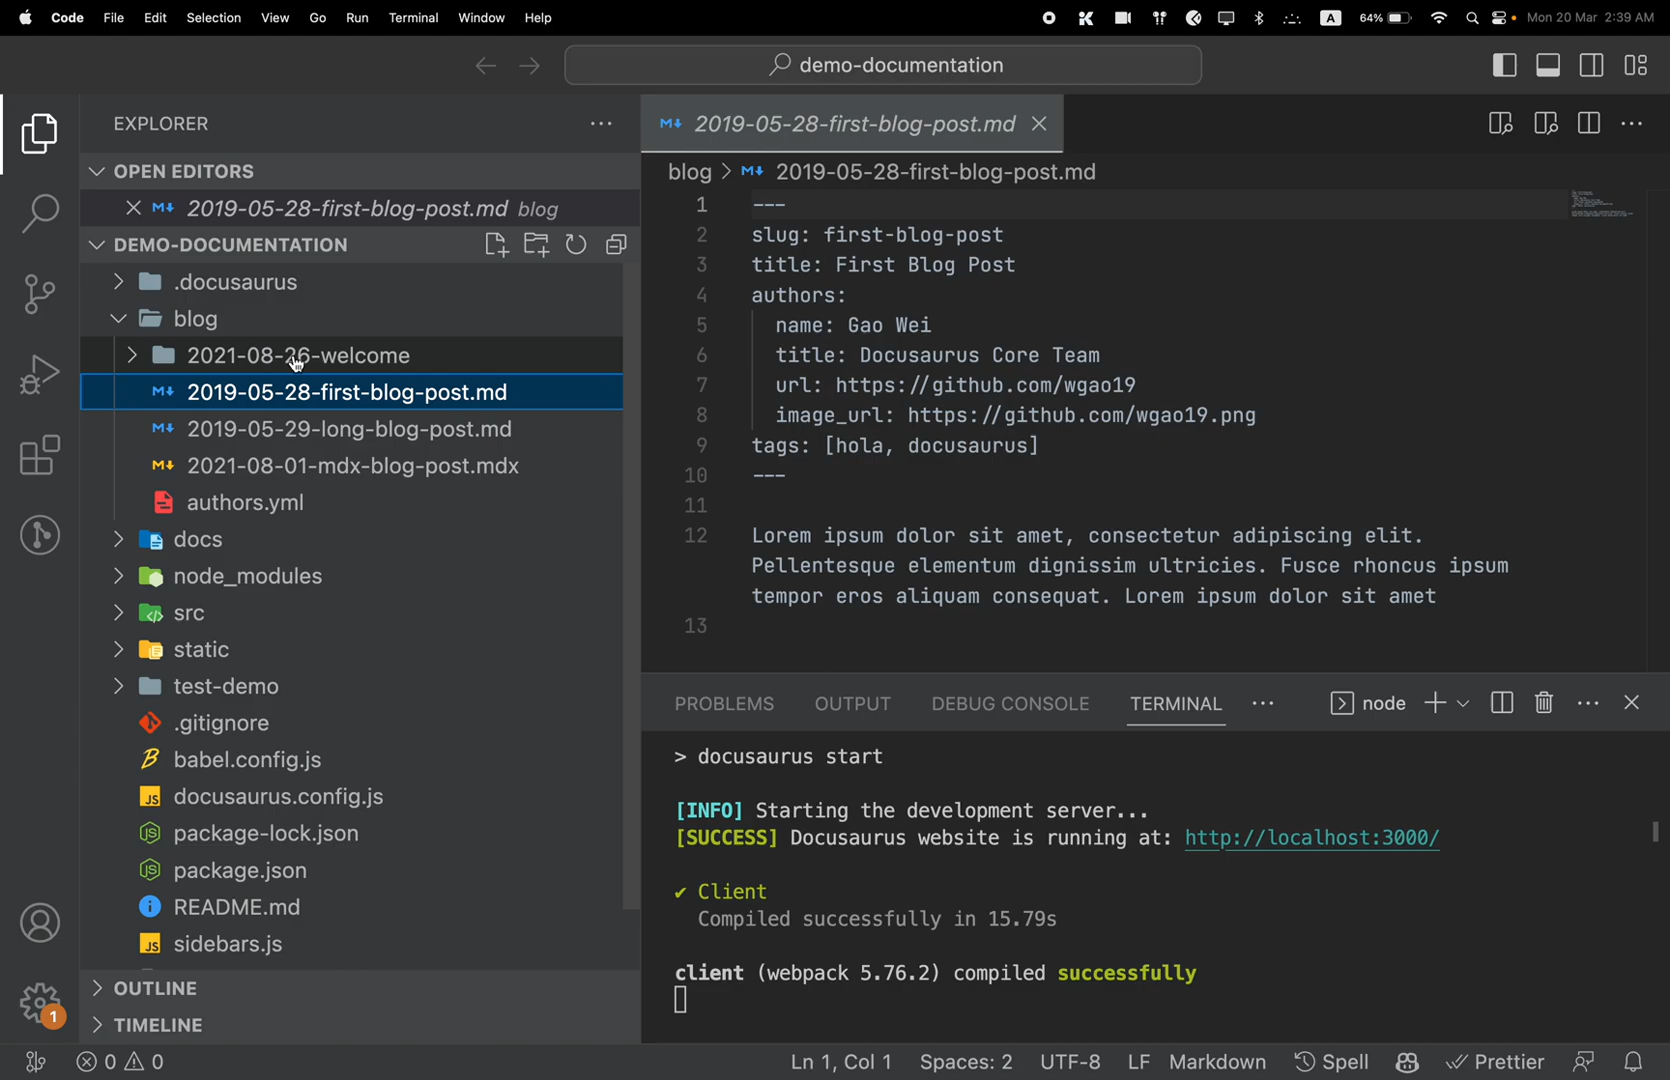 Code File Edit Selection View Go Run Terminal Window Help A 64% Mon 20 Mar 2:39 AM
demo-documentation
EXPLORER
OPEN EDITORS
2019-05-28-first-blog-post.md blog
DEMO-DOCUMENTATION
.docusaurus
blog
2021-08-26-welcome
2019-05-28-first-blog-post.md
2019-05-29-long-blog-post.md
2021-08-01-mdx-blog-post.mdx
authors.yml
docs
node_modules
src
static
test-demo
.gitignore
babel.config.js
docusaurus.config.js
package-lock.json
package.json
README.md
sidebars.js
OUTLINE
TIMELINE
1
2019-05-28-first-blog-post.md
blog > 2019-05-28-first-blog-post.md
1 ---
2 slug: first-blog-post
3 title: First Blog Post
4 authors:
5 name: Gao Wei
6 title: Docusaurus Core Team
7 url: https://github.com/wgao19
8 image_url: https://github.com/wgao19.png
9 tags: [hola, docusaurus]
10 ---
11
12 Lorem ipsum dolor sit amet, consectetur adipiscing elit.
Pellentesque elementum dignissim ultricies. Fusce rhoncus ipsum
tempor eros aliquam consequat. Lorem ipsum dolor sit amet
13
PROBLEMS OUTPUT DEBUG CONSOLE TERMINAL node
> docusaurus start
[INFO] Starting the development server...
[SUCCESS] Docusaurus website is running at: http://localhost:3000/
✔ Client
Compiled successfully in 15.79s
client (webpack 5.76.2) compiled successfully
0 0 Ln 1, Col 1 Spaces: 2 UTF-8 LF Markdown Spell Prettier